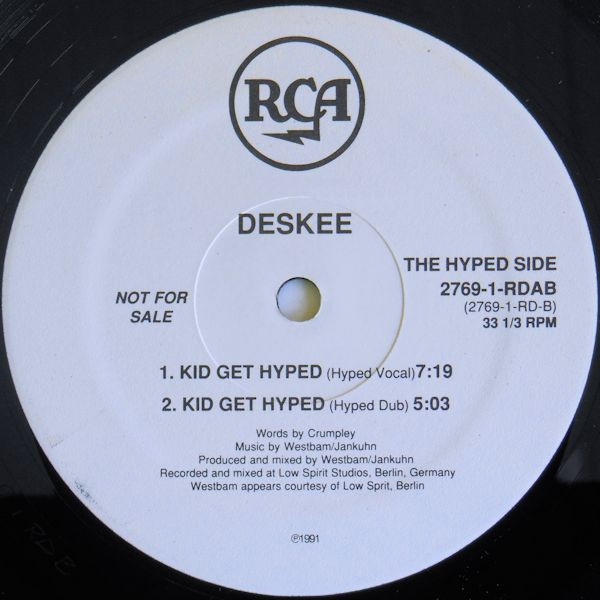 RCA
DESKEE
THE HYPED SIDE
NOT FOR
SALE
2769-1-RDAB
(2769-1-RD-B)
33 1/3 RPM
1. KID GET HYPED (Hyped Vocal)7:19
2. KID GET HYPED (Hyped Dub) 5:03
Words by Crumpley
Music by Westbam/Jankuhn
Produced and mixed by Westbam/Jankuhn
Recorded and mixed at Low Spirit Studios, Berlin, Germany
Westbam appears courtesy of Low Sprit, Berlin
℗1991